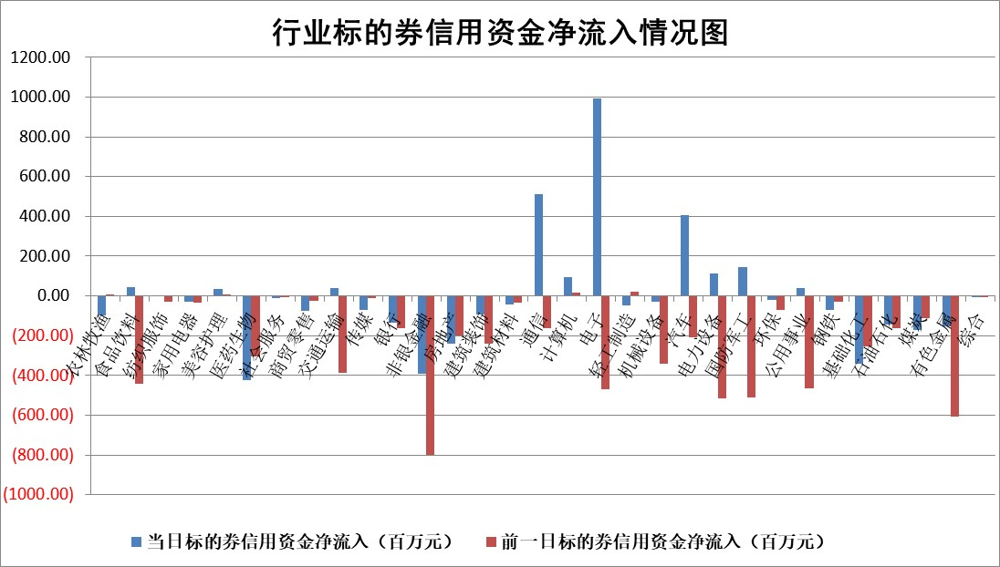 行业标的券信用资金净流入情况图
1200.00
1000.00
800.00
600.00
400.00
200.00
0.00
(200.00)
(400.00)
(600.00)
(800.00)
(1000.00)
农林牧渔
食品饮料
纺织服饰
家用电器
美容护理
医药生物
社会服务
商贸零售
交通运输
传媒
银行
非银金融
房地产
建筑装饰
建筑材料
通信
计算机
电子
轻工制造
机械设备
汽车
电力设备
国防军工
环保
公用事业
钢铁
基础化工
石油石化
煤炭
有色金属
综合
当日标的券信用资金净流入（百万元）
前一日标的券信用资金净流入（百万元）